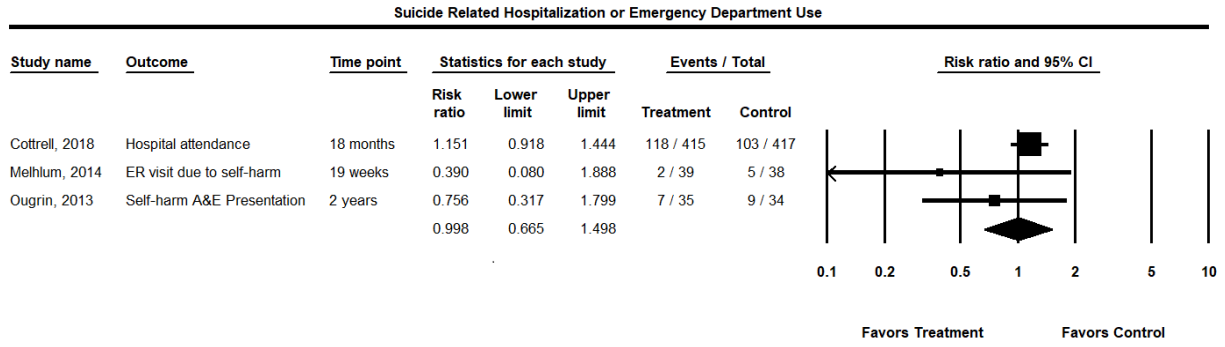 Suicide Related Hospitalization or Emergency Department Use
Study name Outcome Time point Statistics for each study Events / Total Risk ratio and 95% CI
Risk ratio Lower limit Upper limit Treatment Control
Cottrell, 2018 Hospital attendance 18 months 1.151 0.918 1.444 118 / 415 103 / 417
Melhlum, 2014 ER visit due to self-harm 19 weeks 0.390 0.080 1.888 2 / 39 5 / 38
Ougrin, 2013 Self-harm A&E Presentation 2 years 0.756 0.317 1.799 7 / 35 9 / 34
0.998 0.665 1.498
0.1 0.2 0.5 1 2 5 10
Favors Treatment Favors Control